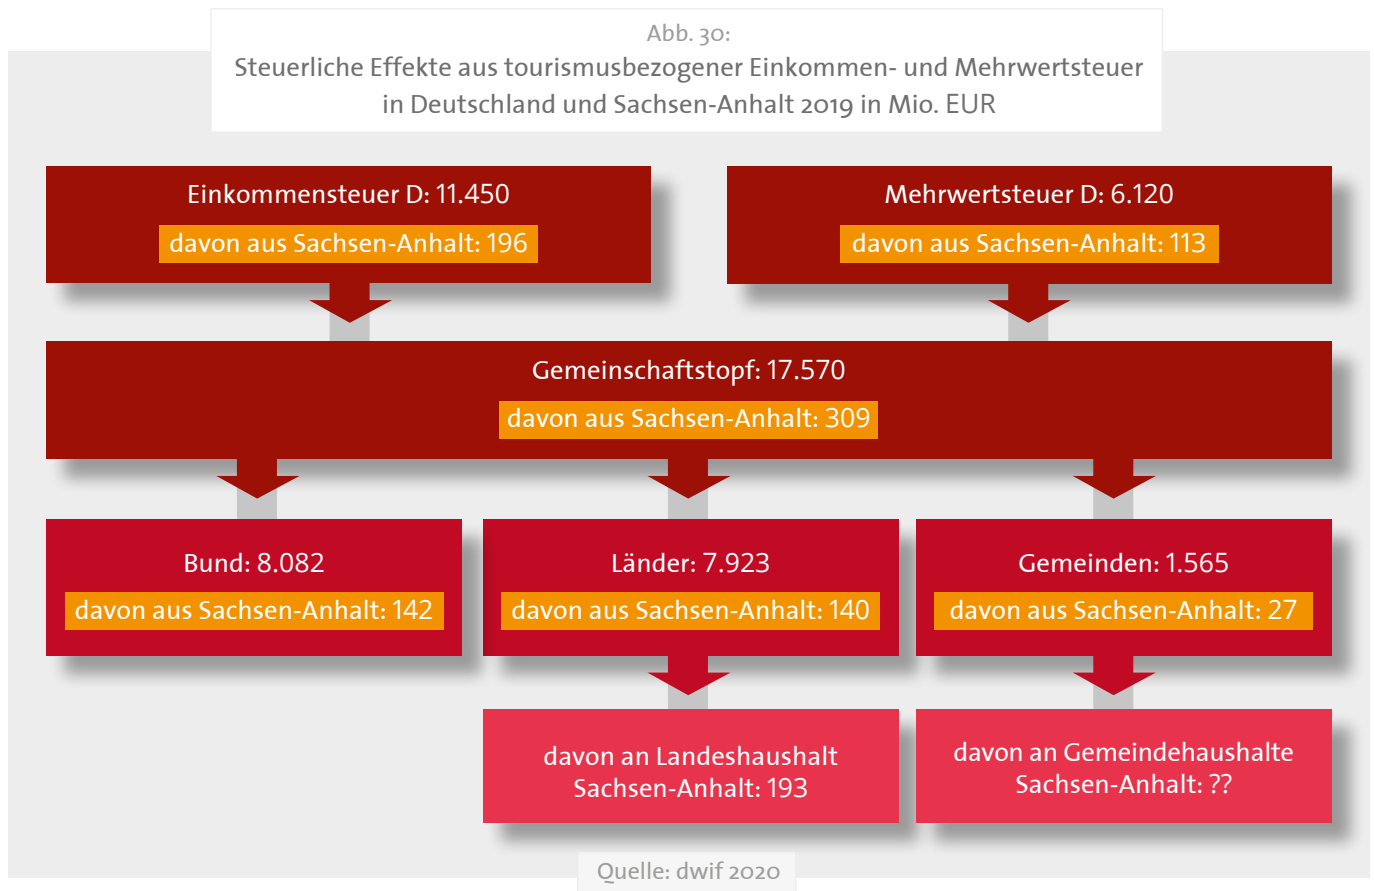 Abb. 30:
Steuerliche Effekte aus tourismusbezogener Einkommen- und Mehrwertsteuer
in Deutschland und Sachsen-Anhalt 2019 in Mio. EUR
Einkommensteuer D: 11.450
davon aus Sachsen-Anhalt: 196
Mehrwertsteuer D: 6.120
davon aus Sachsen-Anhalt: 113
Gemeinschaftstopf: 17.570
davon aus Sachsen-Anhalt: 309
Bund: 8.082
davon aus Sachsen-Anhalt: 142
Länder: 7.923
davon aus Sachsen-Anhalt: 140
Gemeinden: 1.565
davon aus Sachsen-Anhalt: 27
davon an Landeshaushalt
Sachsen-Anhalt: 193
davon an Gemeindehaushalte
Sachsen-Anhalt: ??
Quelle: dwif 2020